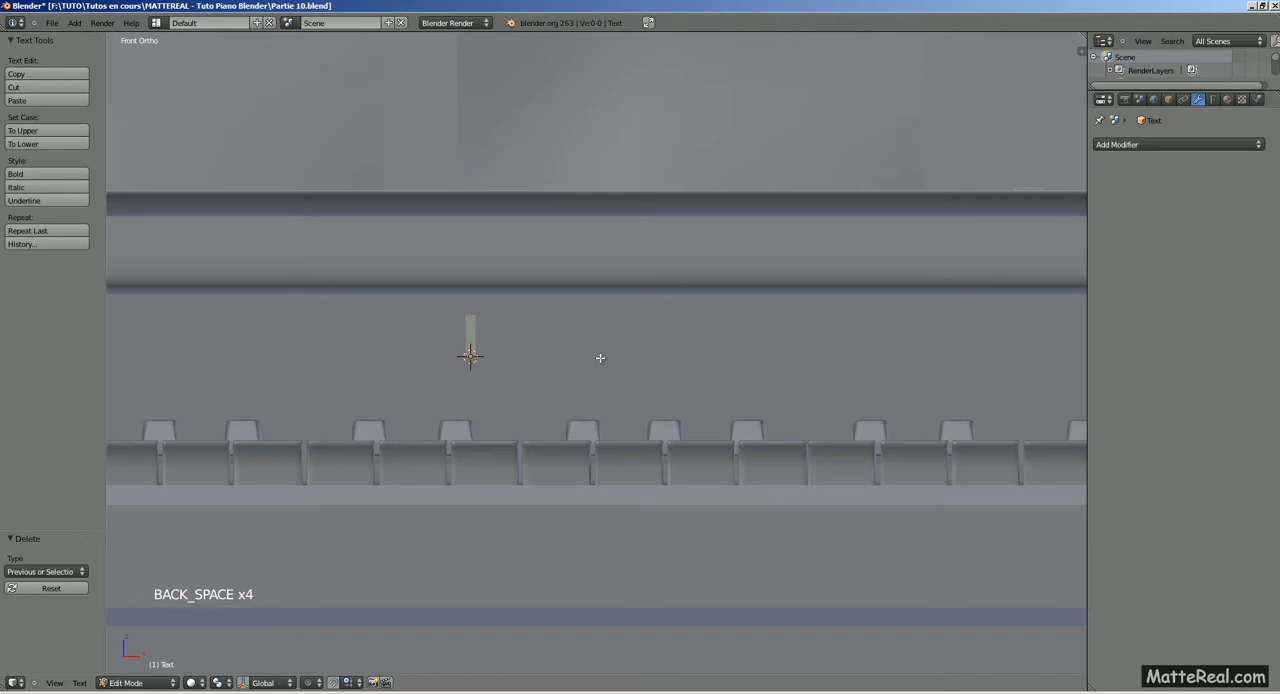 Blender* [F:\TUTO\Tutos en cours\MATTEREAL - Tuto Piano Blender\Partie 10.blend]
File Add Render Help Default Scene Blender Render blender.org 263 | Ve:0-0 | Text
Text Tools
Text Edit:
Copy
Cut
Paste
Set Case:
To Upper
To Lower
Style:
Bold
Italic
Underline
Repeat:
Repeat Last
History...
Delete
Type
Previous or Selectio
Reset
Front Ortho
BACK_SPACE x4
(1) Text
View Text Edit Mode Global
View Search All Scenes
Scene
RenderLayers
Text
Add Modifier
MatteReal.com